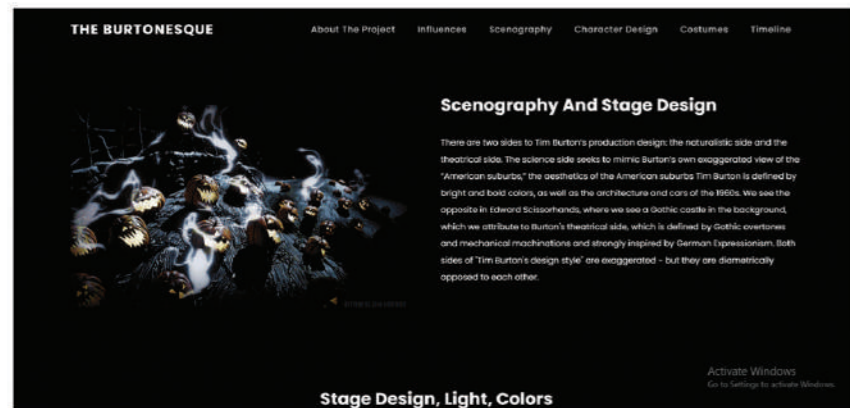 THE BURTONESQUE
About The Project Influences Scenography Character Design Costumes Timeline
Scenography And Stage Design
There are two sides to Tim Burton's production design: the naturalistic side and the
theatrical side. The science side seeks to mimic Burton's own exaggerated view of the
"American suburbs," the aesthetics of the American suburbs Tim Burton is defined by
bright and bold colors, as well as the architecture and cars of the 1960s. We see the
opposite in Edward Scissorhands, where we see a Gothic castle in the background,
which we attribute to Burton's theatrical side, which is defined by Gothic overtones
and mechanical machinations and strongly inspired by German Expressionism. Both
sides of "Tim Burton's design style" are exaggerated - but they are diametrically
opposed to each other.
Activate Windows
Go to Settings to activate Windows.
Stage Design, Light, Colors